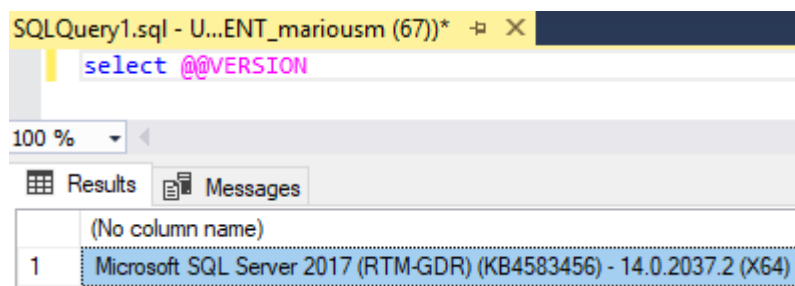 SQLQuery1.sql - U...ENT_mariousm (67))*
select @@VERSION
100 %
Results Messages
(No column name)
1 Microsoft SQL Server 2017 (RTM-GDR) (KB4583456) - 14.0.2037.2 (X64)